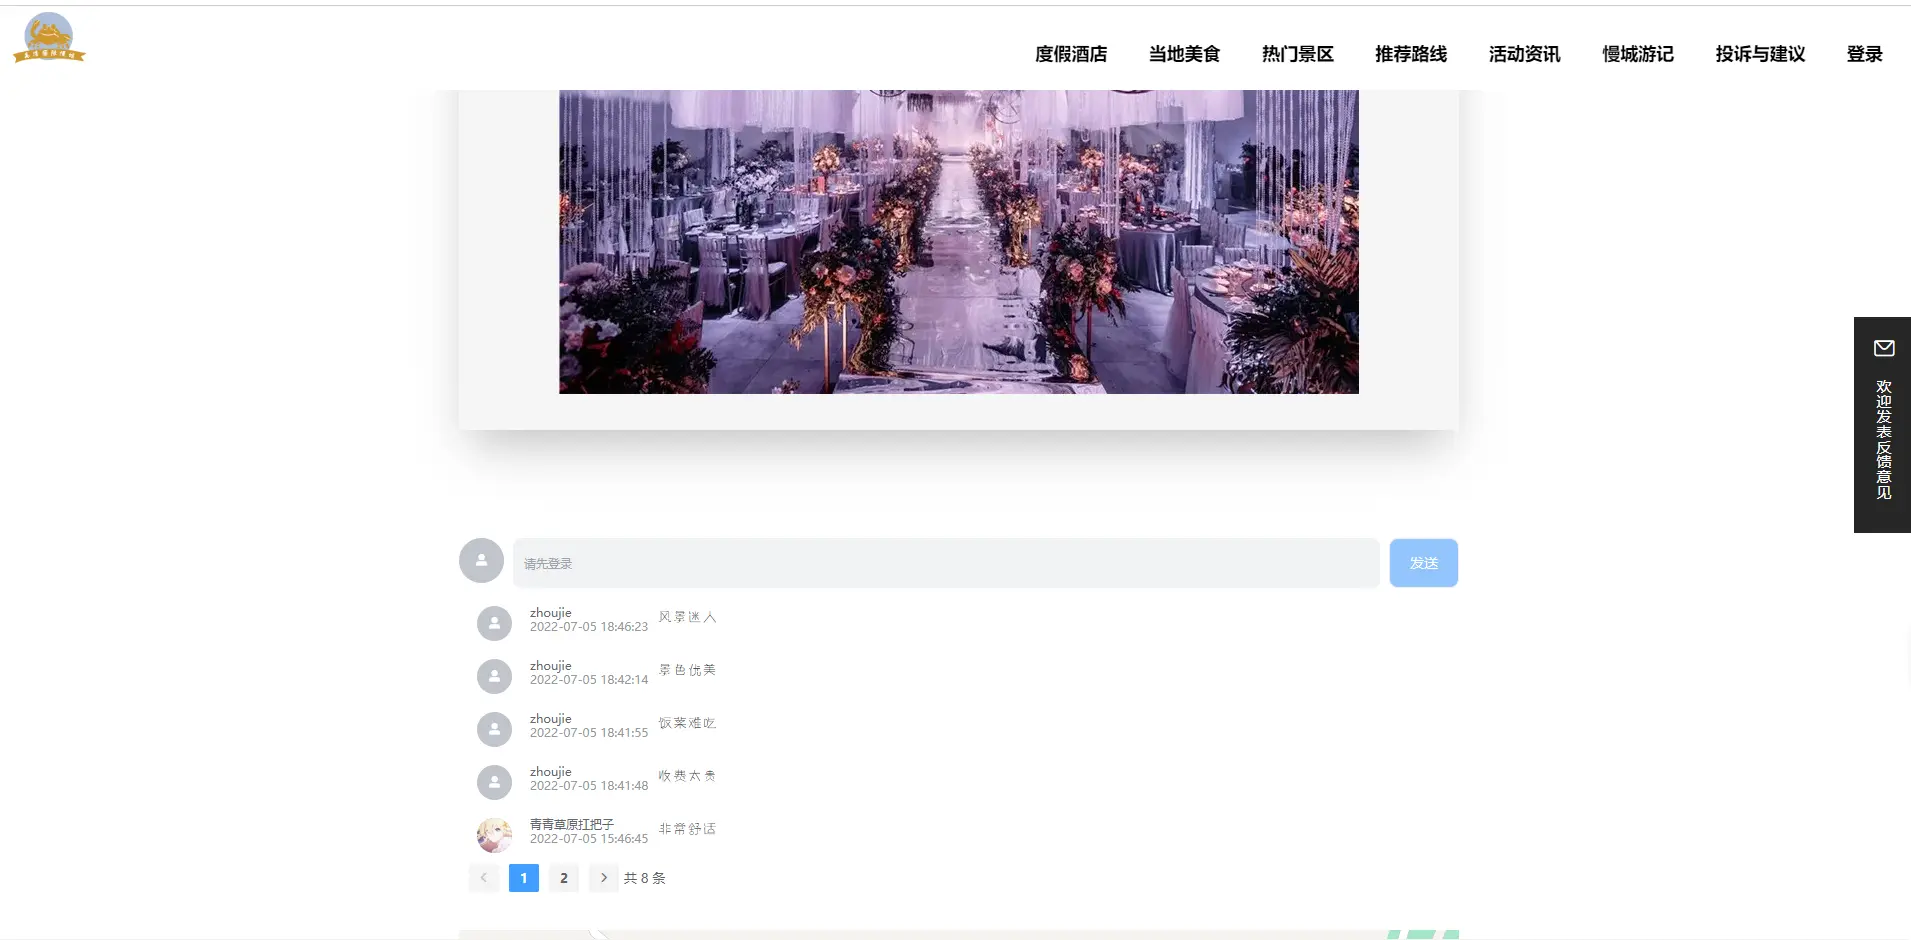 度假酒店 当地美食 热门景区 推荐路线 活动资讯 慢城游记 投诉与建议 登录
欢迎发表反馈意见
请先登录 发送
zhoujie
2022-07-05 18:46:23 风景迷人
zhoujie
2022-07-05 18:42:14 景色优美
zhoujie
2022-07-05 18:41:55 饭菜难吃
zhoujie
2022-07-05 18:41:48 收费太贵
青青草原扛把子
2022-07-05 15:46:45 非常舒适
1 2 共 8 条